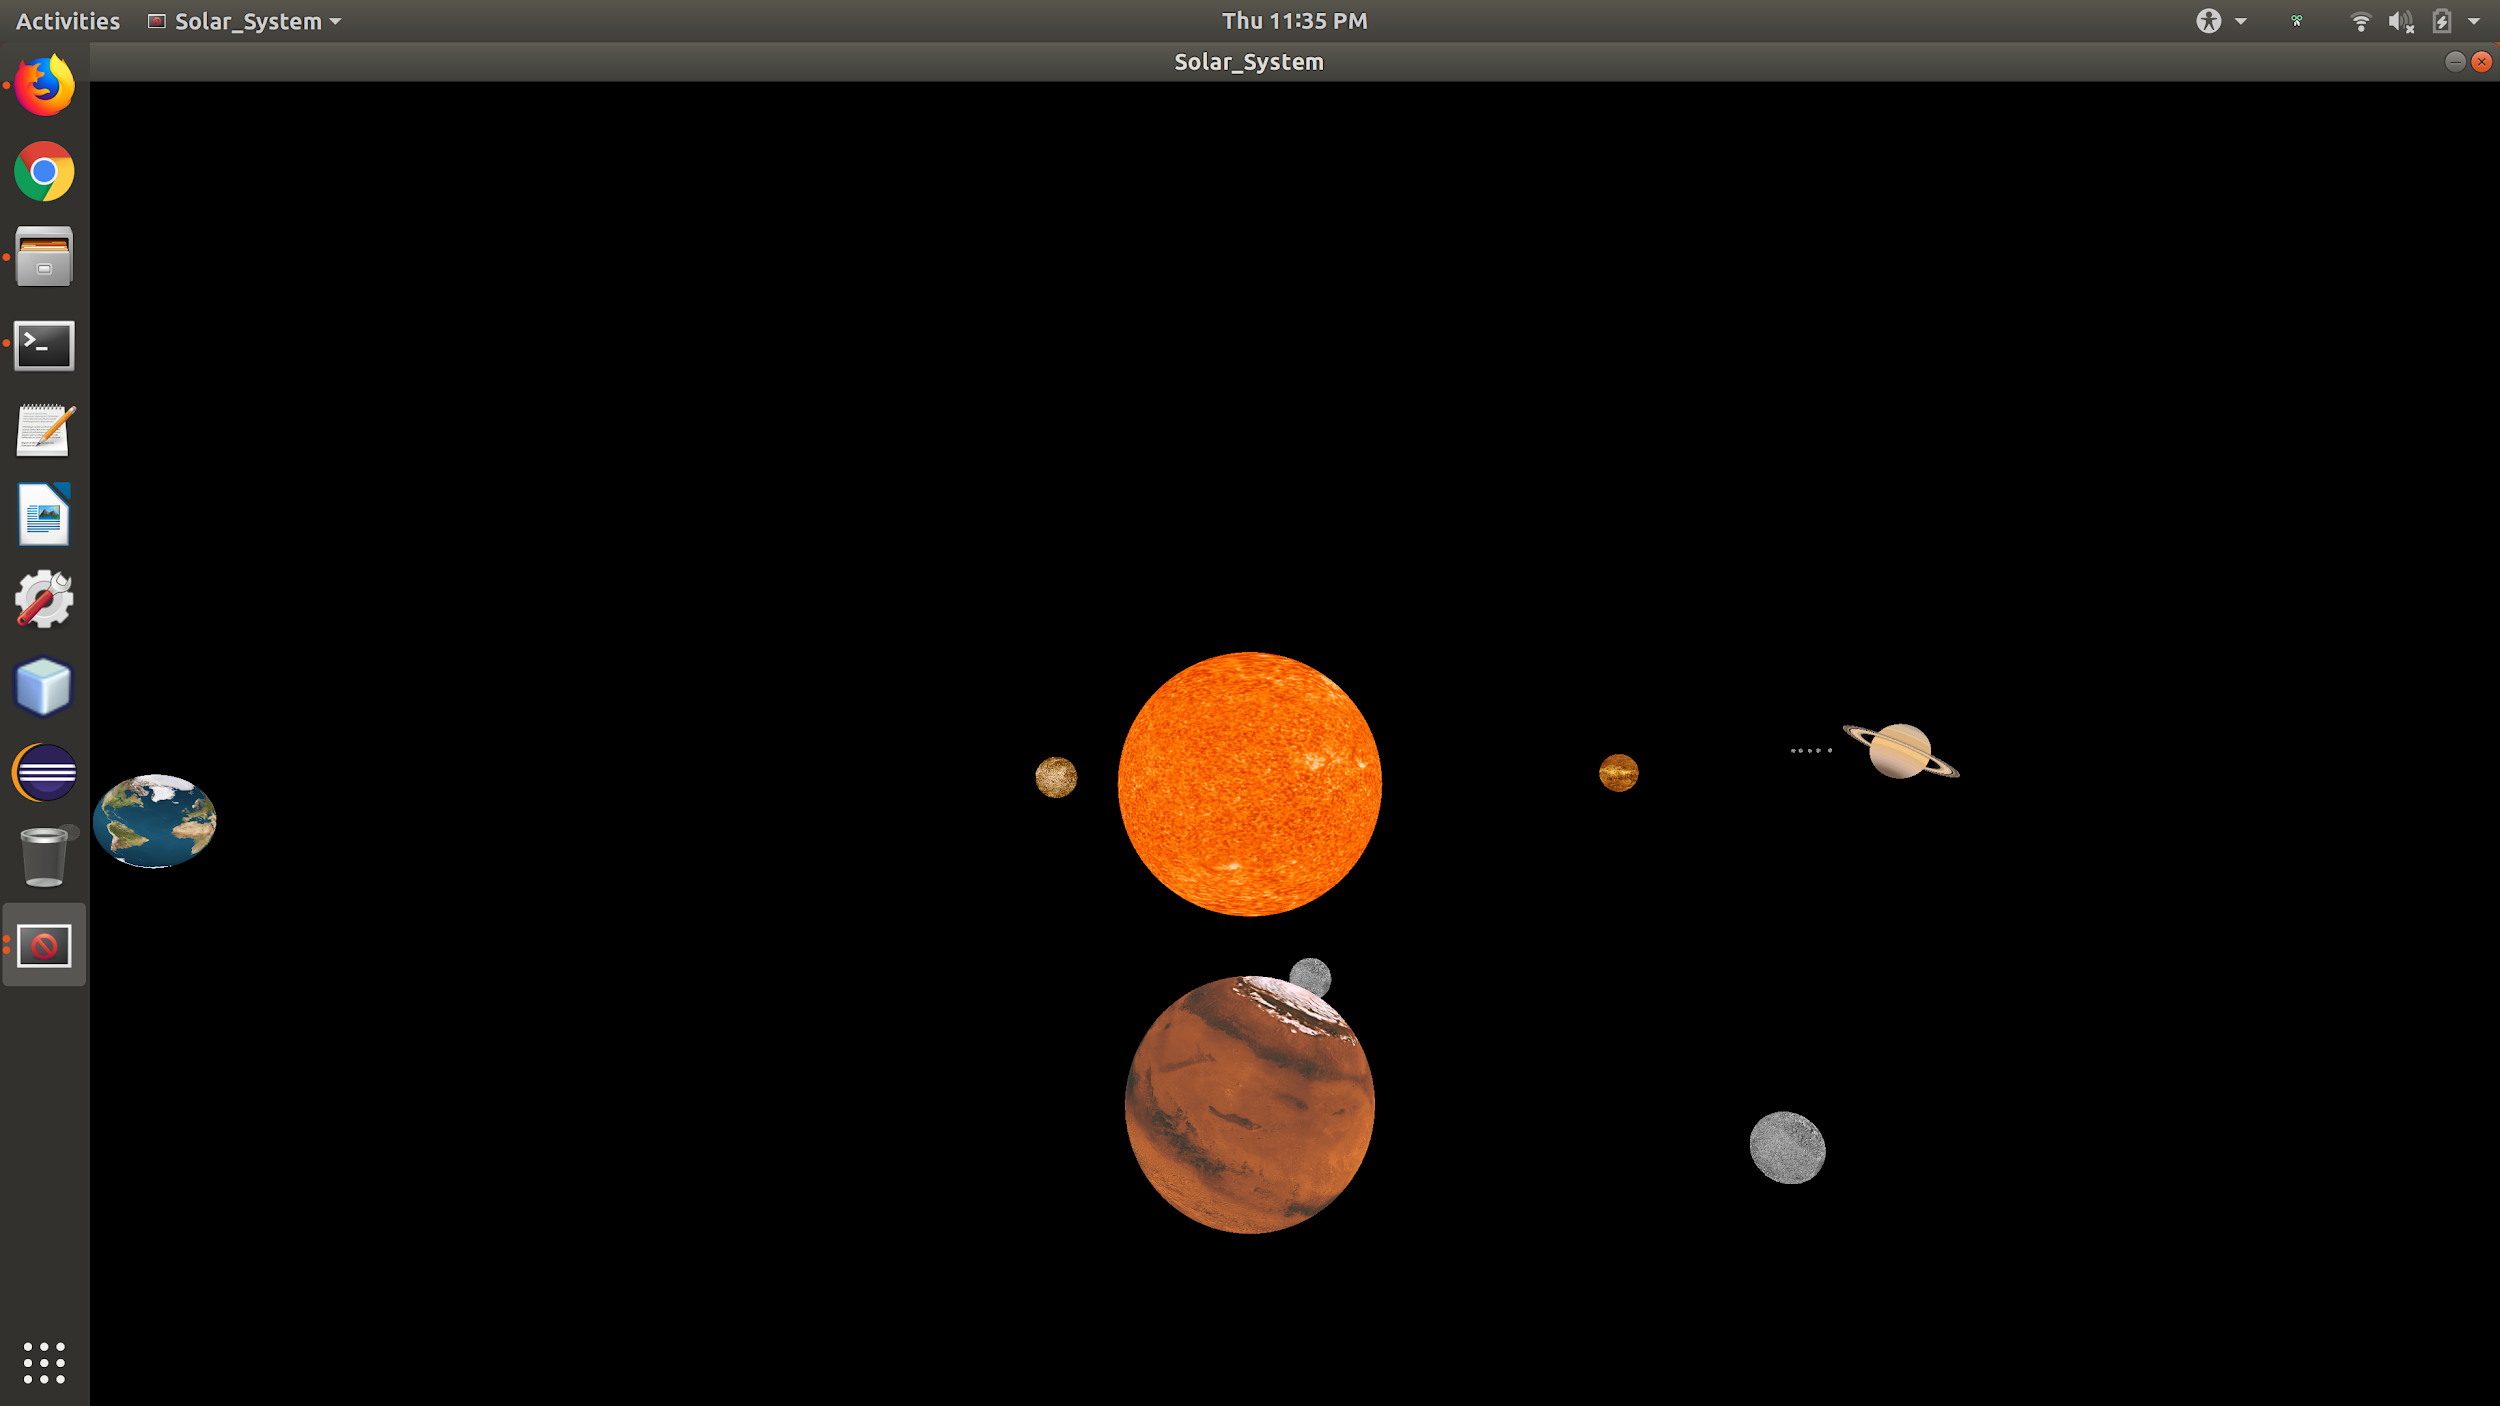 Activities
Solar_System
Thu 11:35 PM
Solar_System